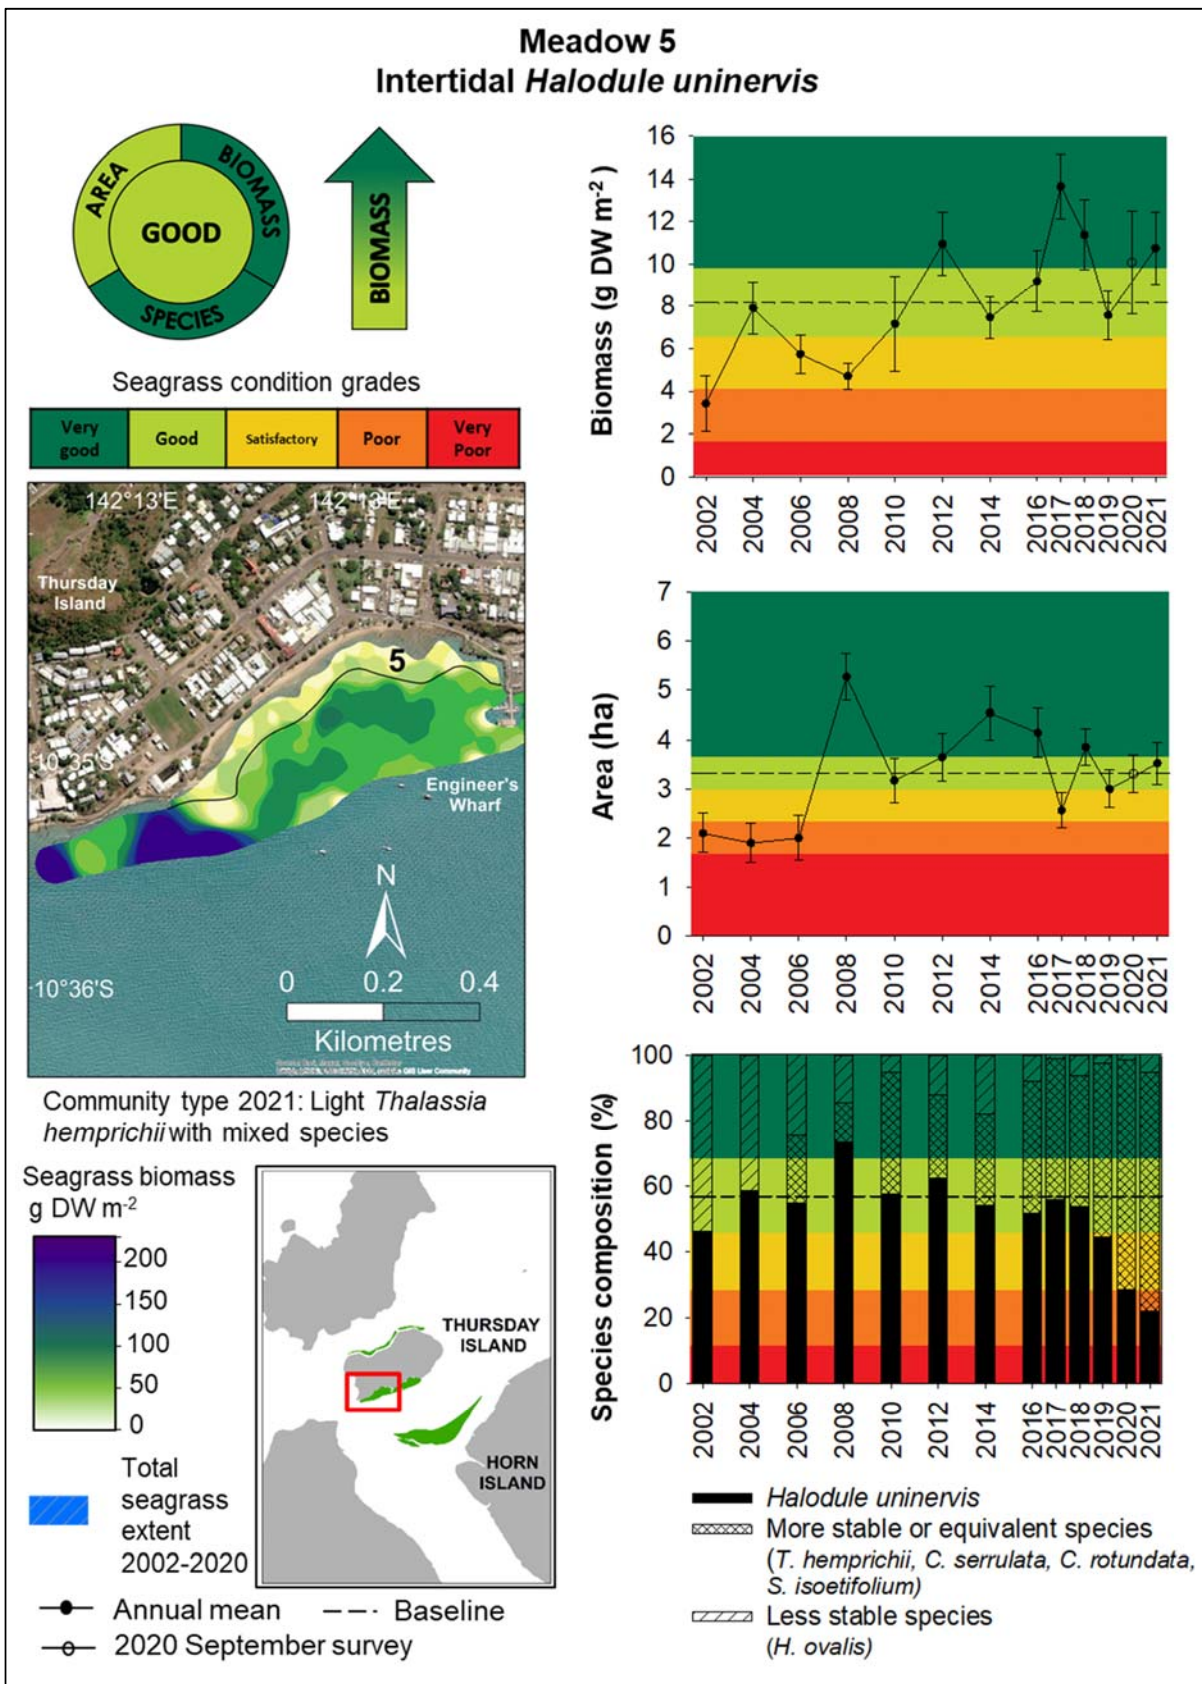 Meadow 5
Intertidal Halodule uninervis
AREA
BIOMASS
SPECIES
GOOD
BIOMASS
Seagrass condition grades
Very good
Good
Satisfactory
Poor
Very Poor
142°13'E
142°13'E
Thursday Island
5
10°35'S
Engineer's Wharf
N
10°36'S
0 0.2 0.4
Kilometres
Community type 2021: Light Thalassia
hemprichii with mixed species
Seagrass biomass
g DW m-2
200
150
100
50
0
Total
seagrass
extent
2002-2020
THURSDAY
ISLAND
HORN
ISLAND
Annual mean
Baseline
2020 September survey
Biomass (g DW m-2)
16
14
12
10
8
6
4
2
0
2002 2004 2006 2008 2010 2012 2014 2016 2017 2018 2019 2020 2021
Area (ha)
7
6
5
4
3
2
1
0
2002 2004 2006 2008 2010 2012 2014 2016 2017 2018 2019 2020 2021
Species composition (%)
100
80
60
40
20
0
2002 2004 2006 2008 2010 2012 2014 2016 2017 2018 2019 2020 2021
Halodule uninervis
More stable or equivalent species
(T. hemprichii, C. serrulata, C. rotundata,
S. isoetifolium)
Less stable species
(H. ovalis)